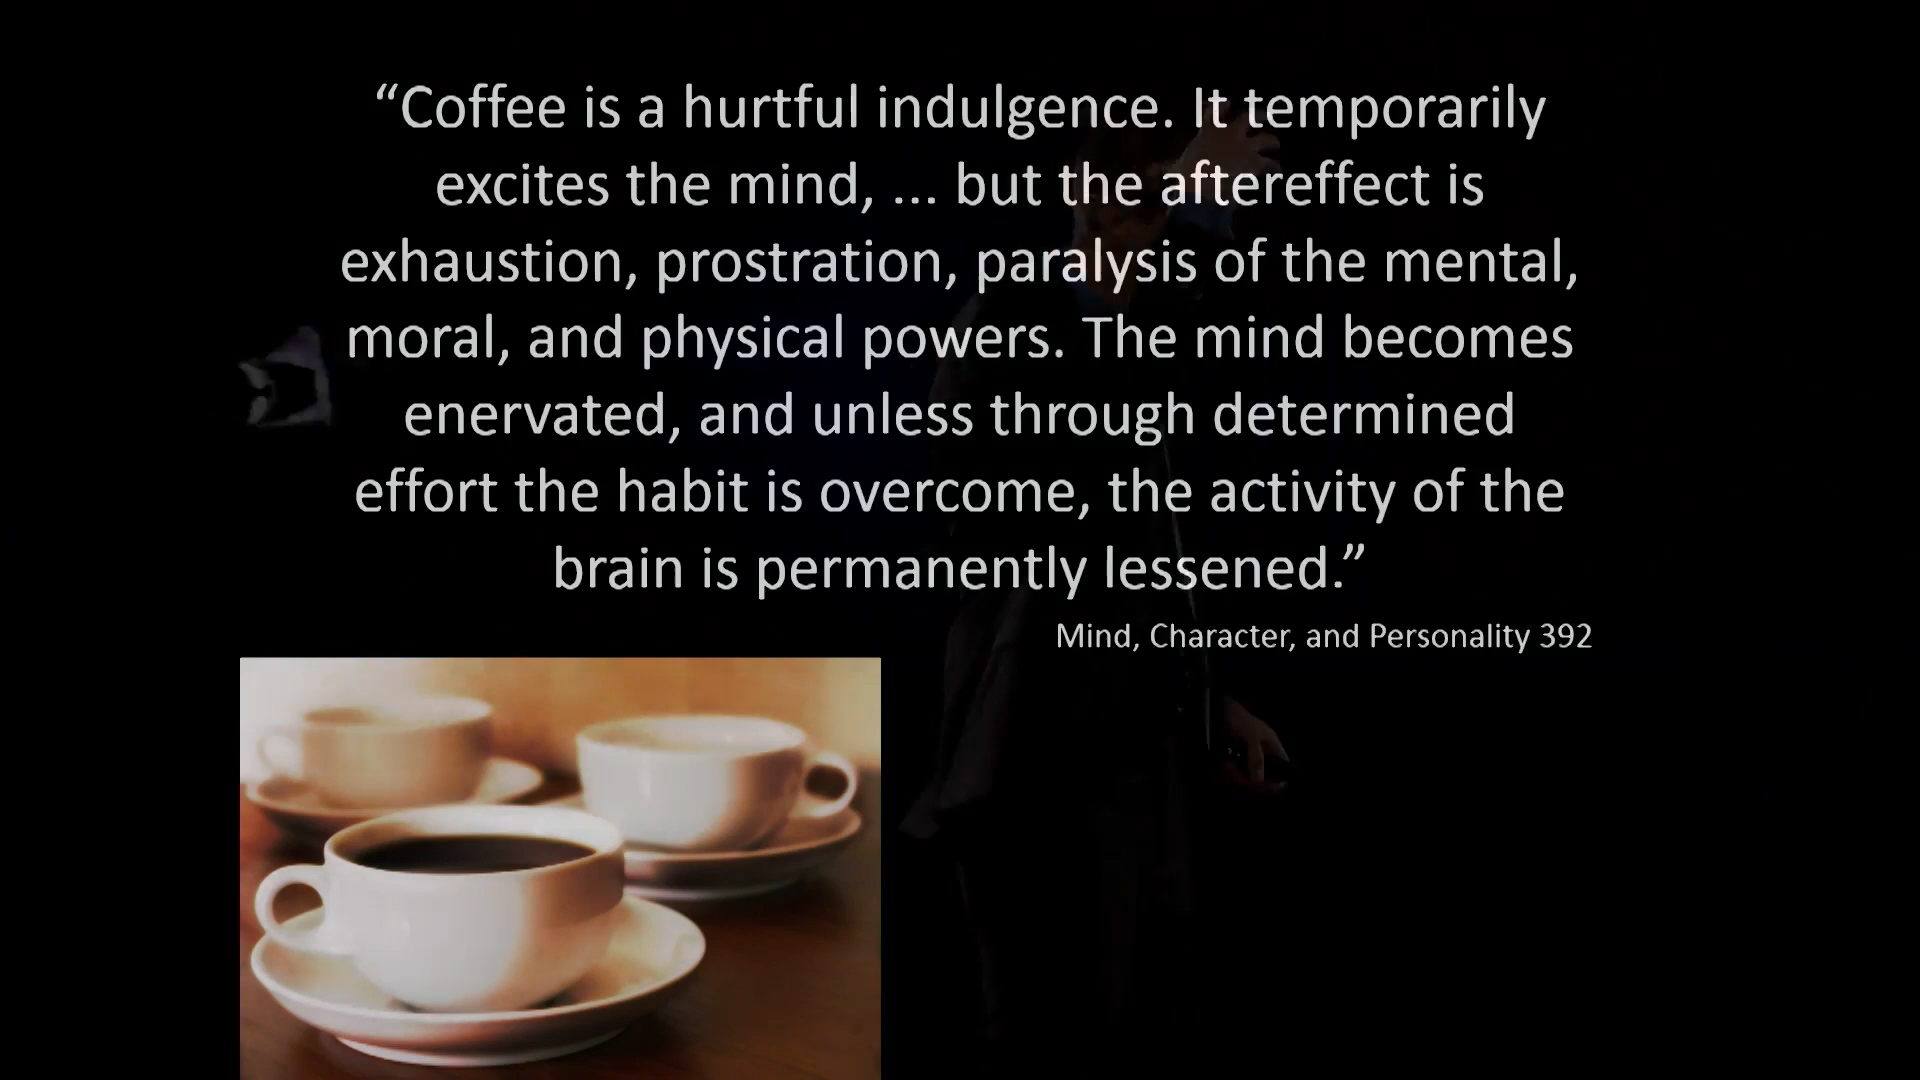 “Coffee is a hurtful indulgence. It temporarily
excites the mind, ... but the aftereffect is
exhaustion, prostration, paralysis of the mental,
moral, and physical powers. The mind becomes
enervated, and unless through determined
effort the habit is overcome, the activity of the
brain is permanently lessened.”
Mind, Character, and Personality 392